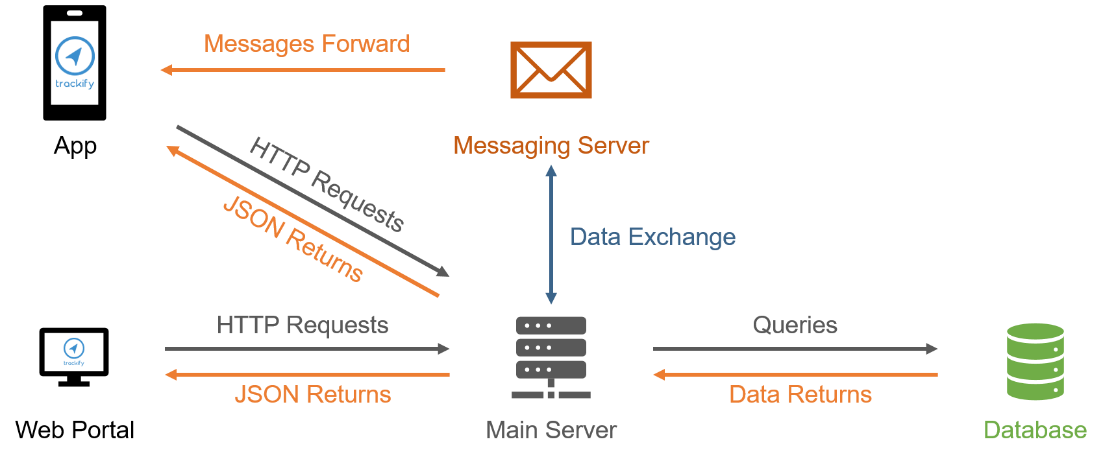 Messages Forward
trackify
App
Messaging Server
HTTP Requests
JSON Returns
Data Exchange
HTTP Requests
Queries
trackify
JSON Returns
Data Returns
Web Portal
Main Server
Database